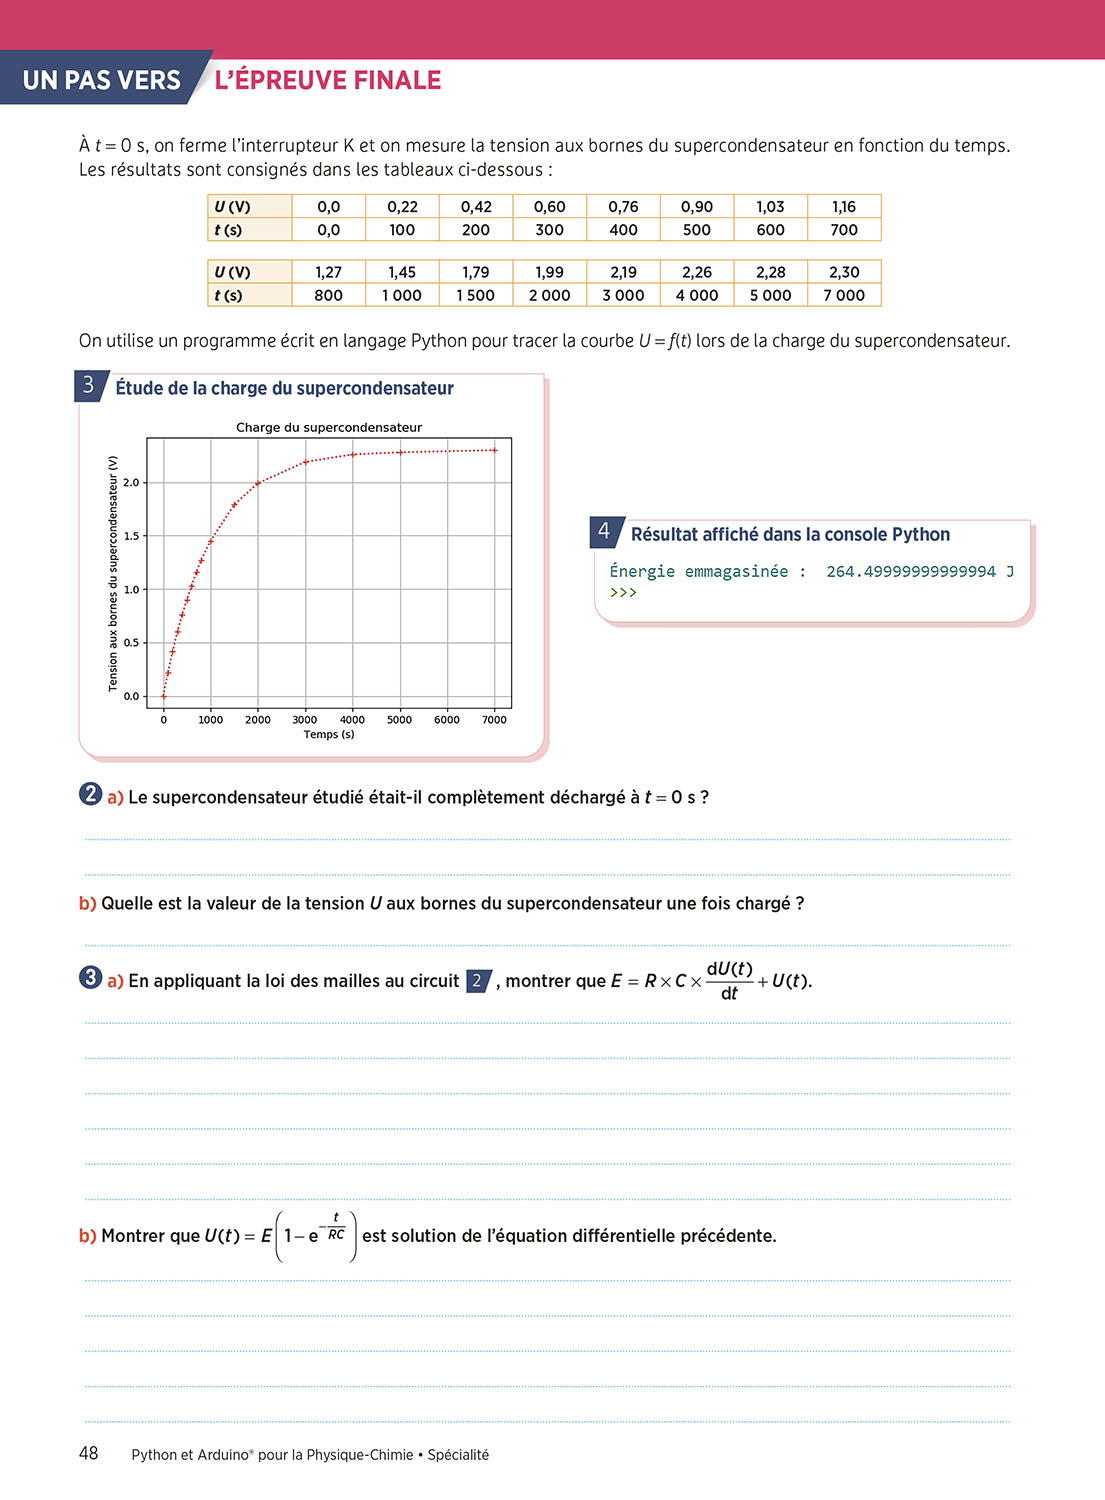 UN PAS VERS L'ÉPREUVE FINALE
À t = 0 s, on ferme l'interrupteur K et on mesure la tension aux bornes du supercondensateur en fonction du temps.
Les résultats sont consignés dans les tableaux ci-dessous :
U (V) 0,0 0,22 0,42 0,60 0,76 0,90 1,03 1,16
t (s) 0,0 100 200 300 400 500 600 700
U (V) 1,27 1,45 1,79 1,99 2,19 2,26 2,28 2,30
t (s) 800 1 000 1 500 2 000 3 000 4 000 5 000 7 000
On utilise un programme écrit en langage Python pour tracer la courbe U = f(t) lors de la charge du supercondensateur.
3 Étude de la charge du supercondensateur
Charge du supercondensateur
Tension aux bornes du supercondensateur (V)
2.0
1.5
1.0
0.5
0.0
0 1000 2000 3000 4000 5000 6000 7000
Temps (s)
4 Résultat affiché dans la console Python
Énergie emmagasinée : 264.49999999999994 J
>>>
2 a) Le supercondensateur étudié était-il complètement déchargé à t = 0 s ?
b) Quelle est la valeur de la tension U aux bornes du supercondensateur une fois chargé ?
3 a) En appliquant la loi des mailles au circuit 2 , montrer que E = R × C × dU(t)/dt + U(t).
b) Montrer que U(t) = E(1 – e^(–t/RC)) est solution de l'équation différentielle précédente.
48 Python et Arduino® pour la Physique-Chimie • Spécialité